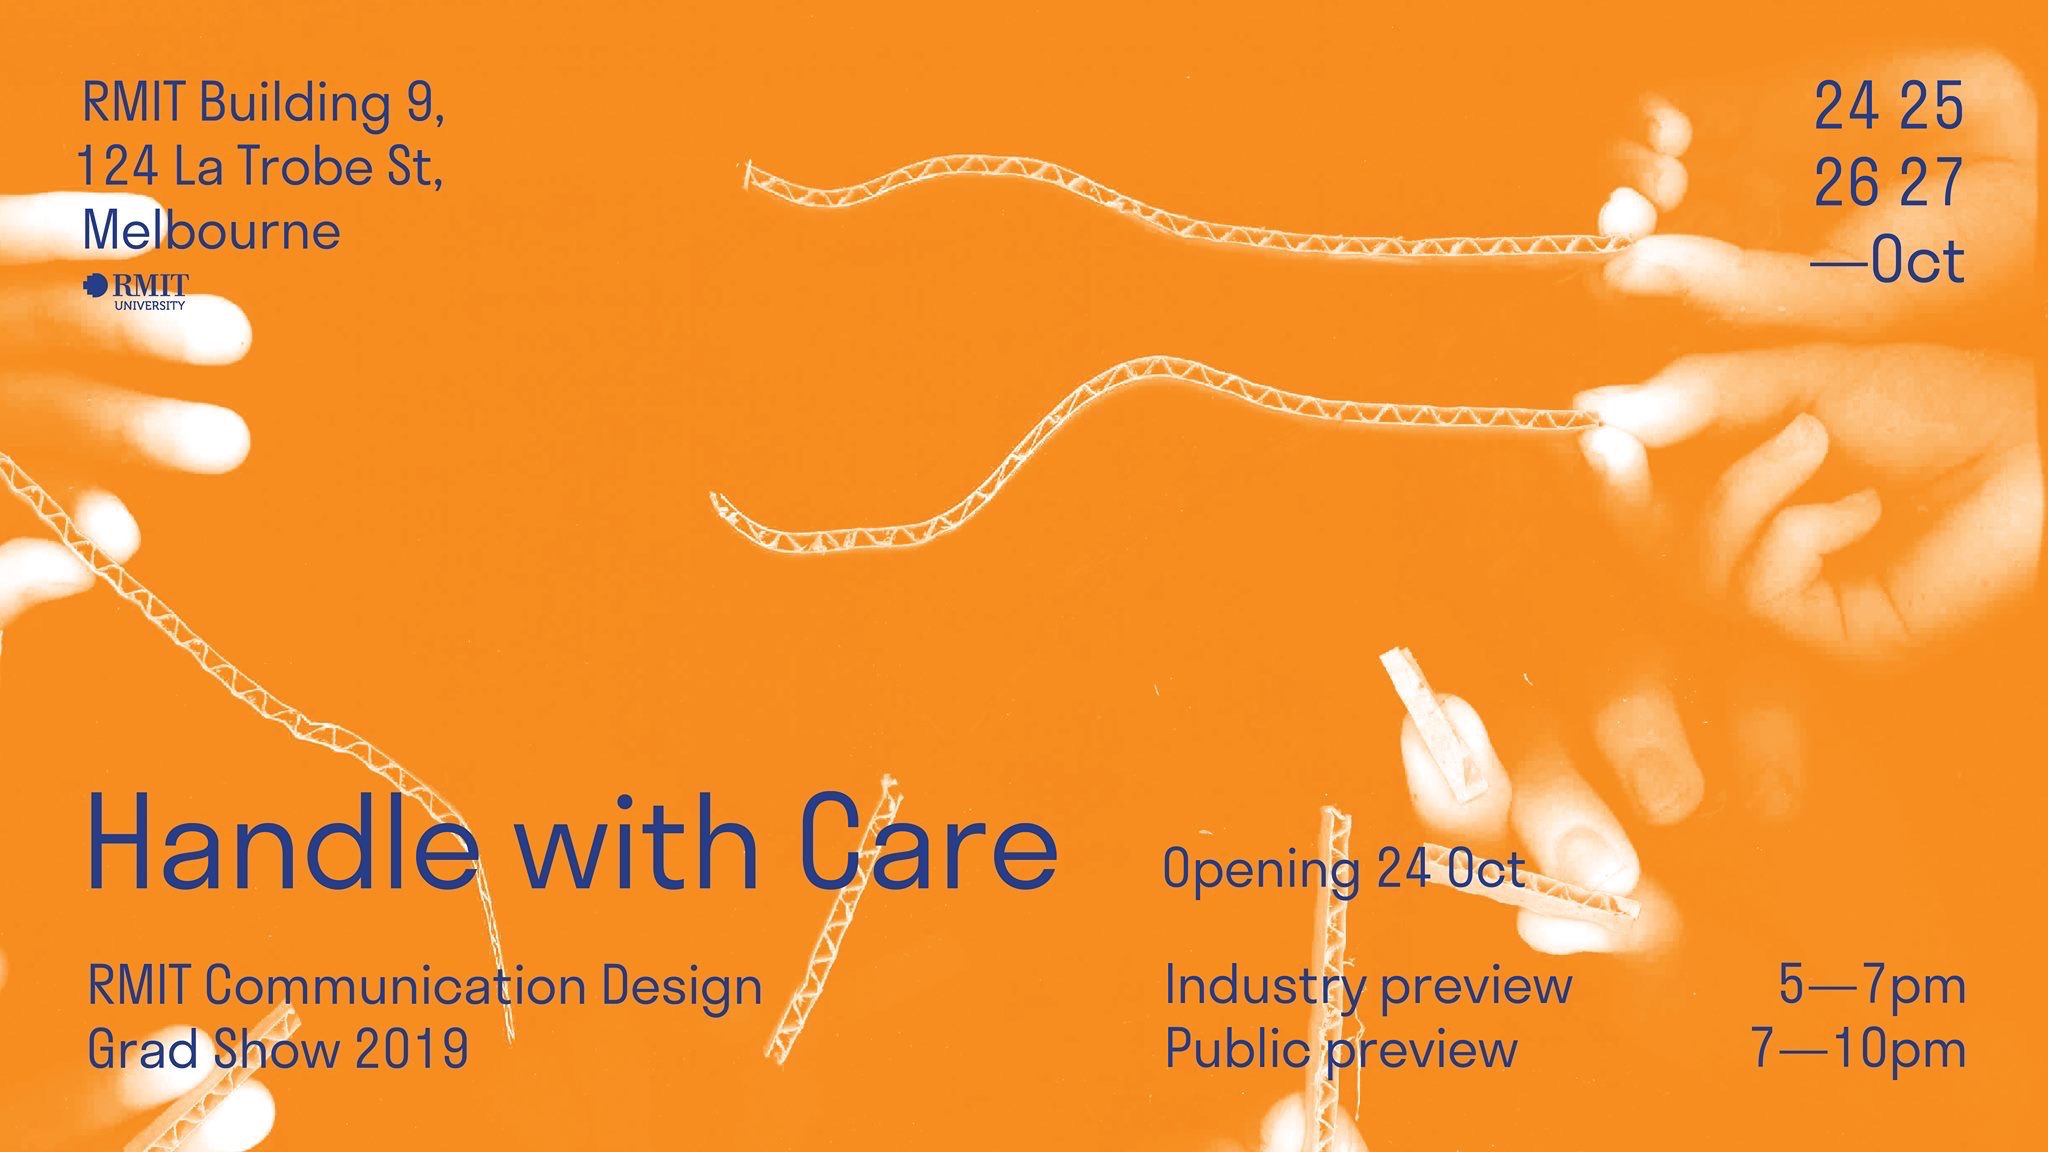 RMIT Building 9,
124 La Trobe St,
Melbourne
RMIT
UNIVERSITY
24 25
26 27
—Oct
Handle with Care
RMIT Communication Design
Grad Show 2019
Opening 24 Oct
Industry preview 5—7pm
Public preview 7—10pm